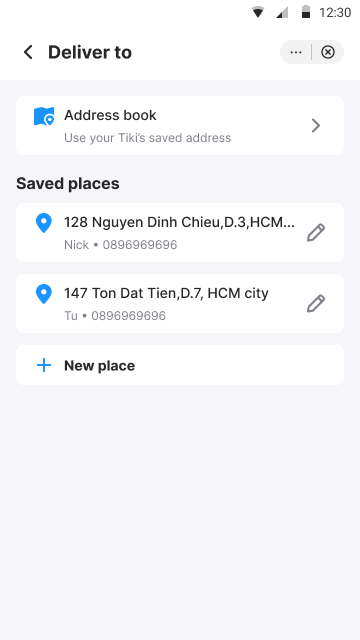 12:30
Deliver to
Address book
Use your Tiki's saved address
Saved places
128 Nguyen Dinh Chieu,D.3,HCM...
Nick • 0896969696
147 Ton Dat Tien,D.7, HCM city
Tu • 0896969696
New place